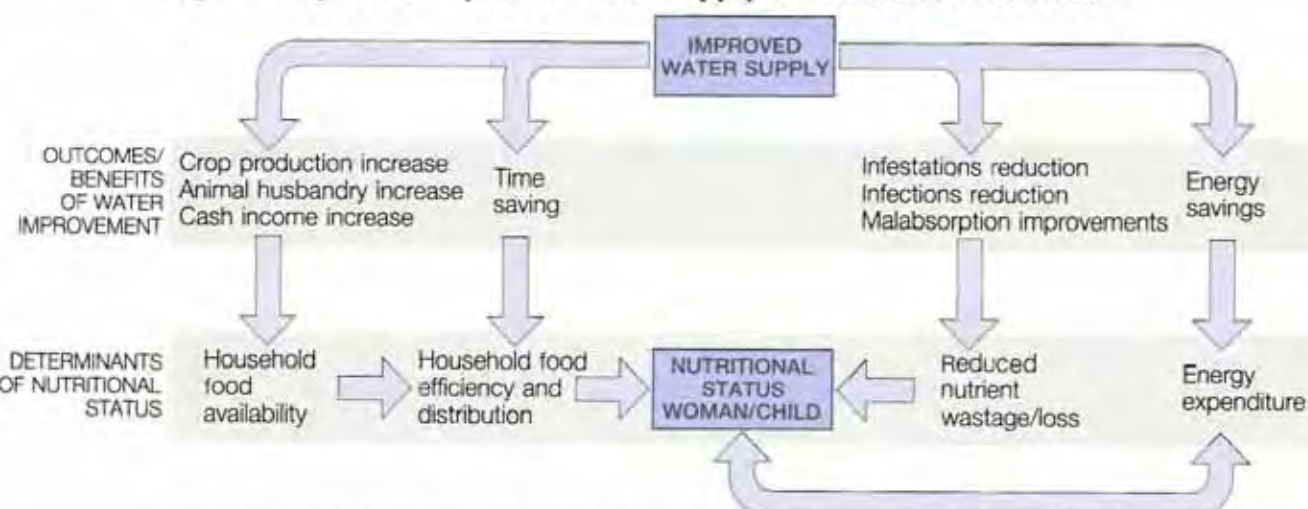 IMPROVED
WATER SUPPLY
OUTCOMES/
BENEFITS
OF WATER
IMPROVEMENT
Crop production increase
Animal husbandry increase
Cash income increase
Time
saving
Infestations reduction
Infections reduction
Malabsorption improvements
Energy
savings
DETERMINANTS
OF NUTRITIONAL
STATUS
Household
food
availability
Household food
efficiency and
distribution
NUTRITIONAL
STATUS
WOMAN/CHILD
Reduced
nutrient
wastage/loss
Energy
expenditure